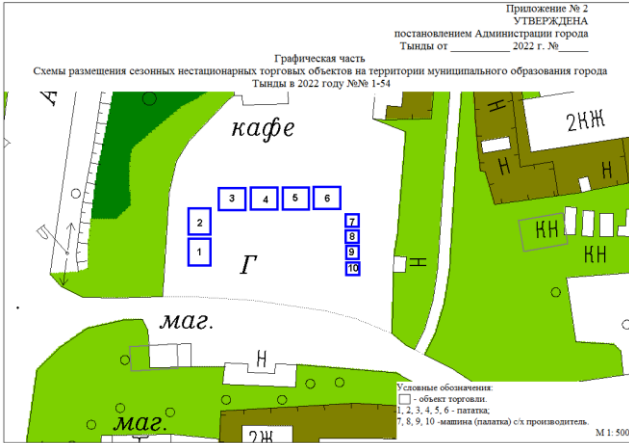 Приложение № 2
УТВЕРЖДЕНА
постановлением Администрации города
Тынды от ____________ 2022 г. №______
Графическая часть
Схемы размещения сезонных нестационарных торговых объектов на территории муниципального образования города
Тынды в 2022 году №№ 1-54
А
кафе
Н
2КЖ
3 4 5 6
2
7
Н
Н
8
КН
1
Г
9
Н
КН
10
маг.
Н
Условные обозначения:
- объект торговли.
1, 2, 3, 4, 5, 6 - палатка;
7, 8, 9, 10 -машина (палатка) с/х производитель.
маг.
2Ж
М 1: 500